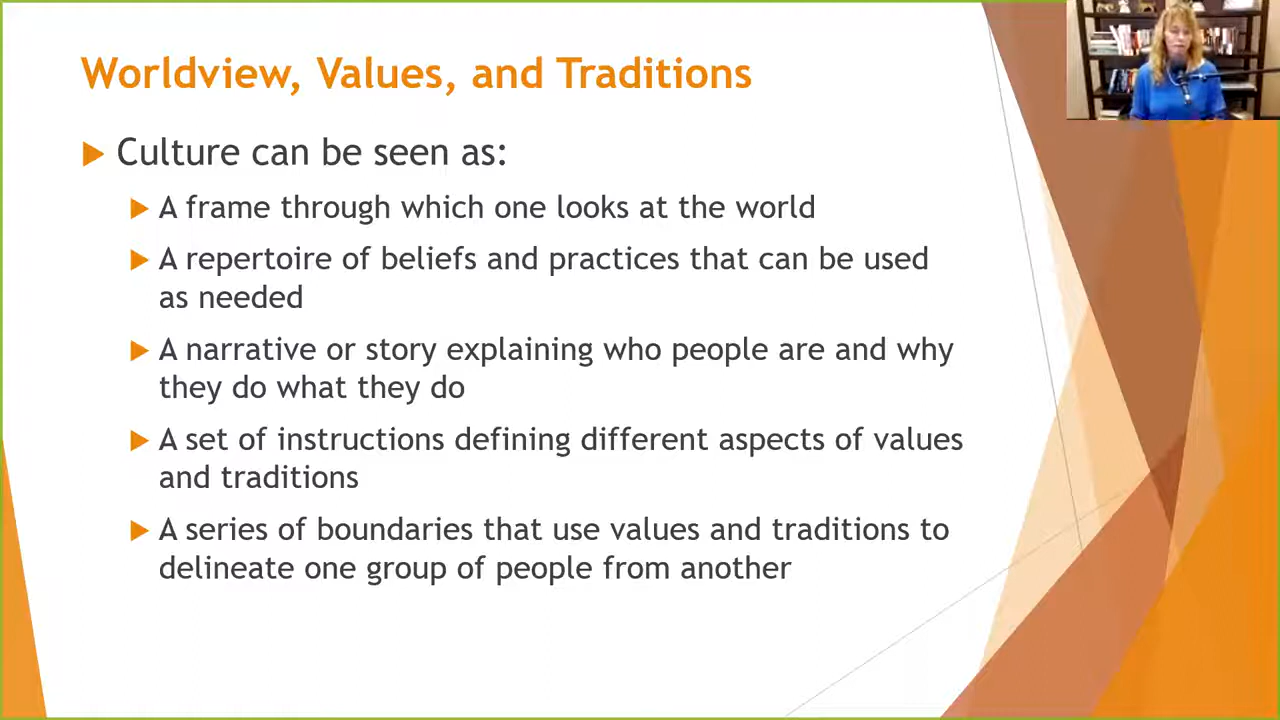 Worldview, Values, and Traditions
Culture can be seen as:
A frame through which one looks at the world
A repertoire of beliefs and practices that can be used
as needed
A narrative or story explaining who people are and why
they do what they do
A set of instructions defining different aspects of values
and traditions
A series of boundaries that use values and traditions to
delineate one group of people from another